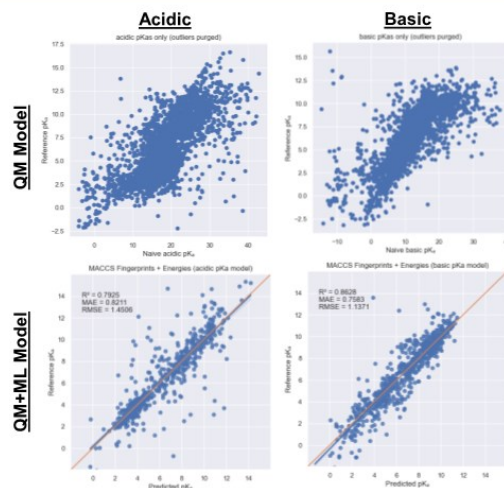 Acidic
Basic
QM Model
acidic pKas only (outliers purged)
17.5
15.0
12.5
10.0
7.5
5.0
2.5
0.0
−2.5
Reference pKₐ
0 10 20 30 40
Naive acidic pKₐ
basic pKas only (outliers purged)
15.0
12.5
10.0
7.5
5.0
2.5
0.0
−2.5
Reference pKₐ
−10 0 10 20 30 40
Naive basic pKₐ
QM+ML Model
MACCS Fingerprints + Energies (acidic pKa model)
R² = 0.7925
MAE = 0.8211
RMSE = 1.4506
14
12
10
8
6
4
2
0
Reference pKₐ
0 2 4 6 8 10 12 14
Predicted pKₐ
MACCS Fingerprints + Energies (basic pKa model)
R² = 0.8628
MAE = 0.7583
RMSE = 1.1371
14
12
10
8
6
4
2
0
Reference pKₐ
0 2 4 6 8 10 12 14
Predicted pKₐ